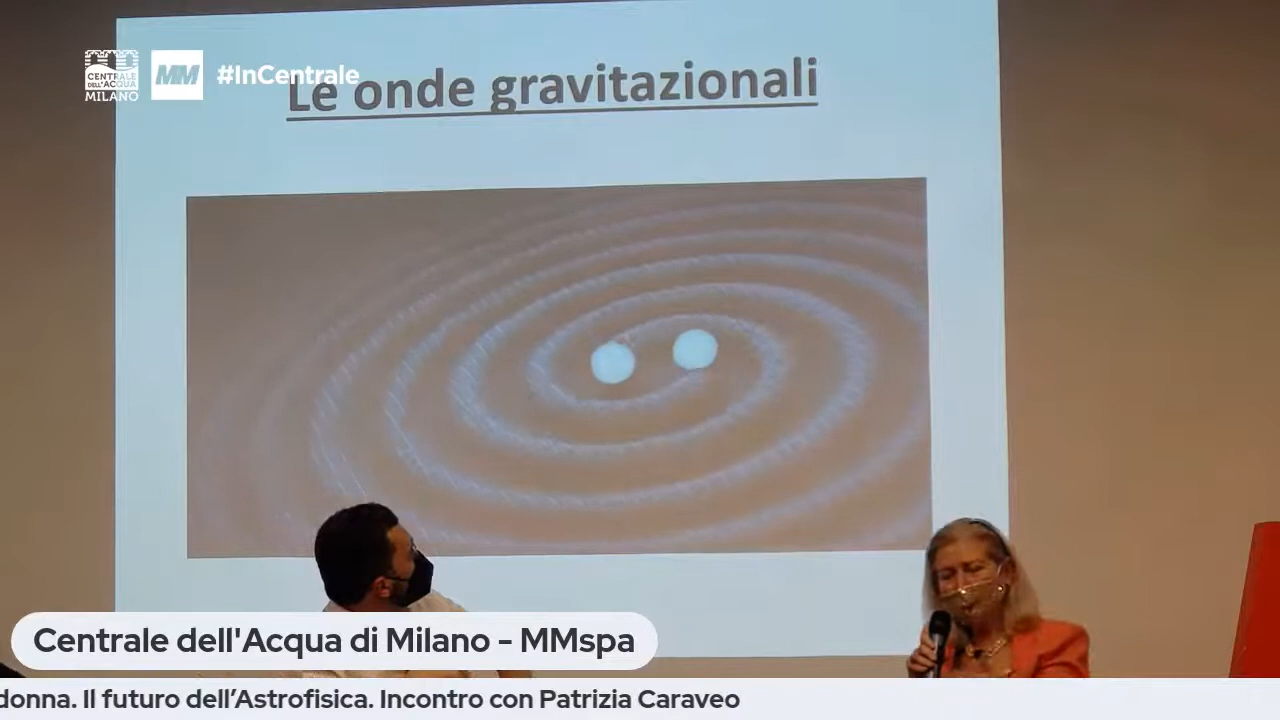 CENTRALE
DELL'ACQUA
MILANO
MM
#InCentrale
Le onde gravitazionali
Centrale dell'Acqua di Milano - MMspa
donna. Il futuro dell’Astrofisica. Incontro con Patrizia Caraveo